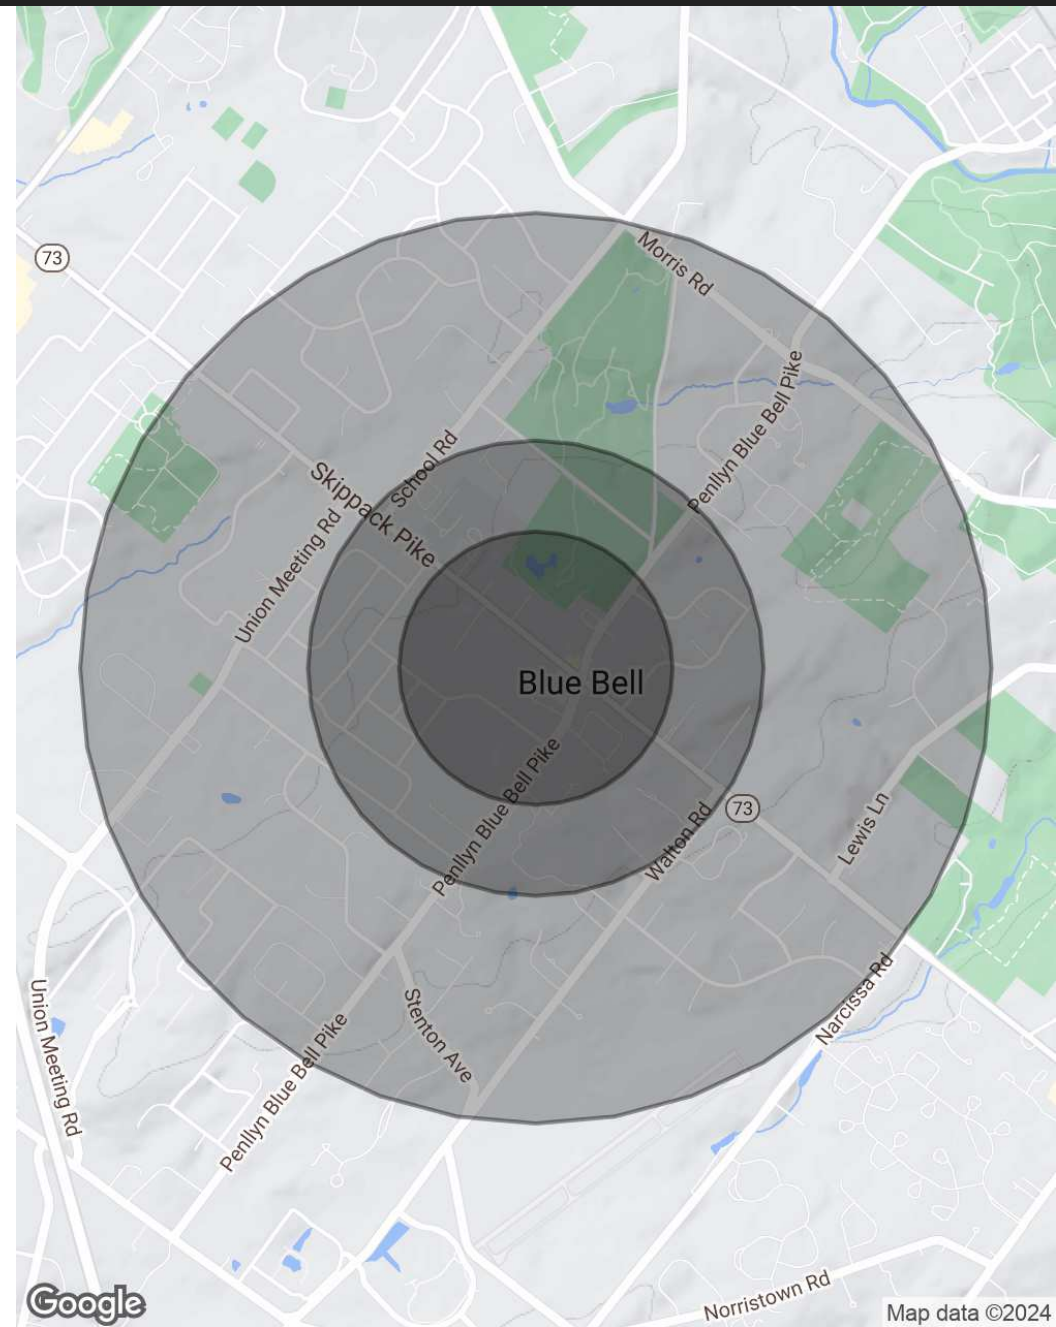 73
Morris Rd
Penllyn Blue Bell Pike
School Rd
Skippack Pike
Union Meeting Rd
Blue Bell
Penllyn Blue Bell Pike
73
Walton Rd
Lewis Ln
Narcissa Rd
Stenton Ave
Union Meeting Rd
Penllyn Blue Bell Pike
Norristown Rd
Google
Map data ©2024